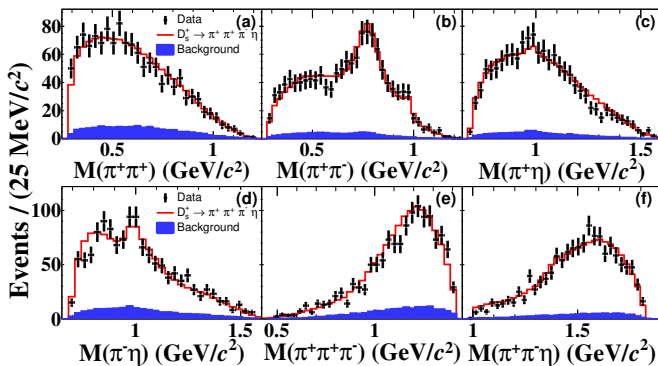 Events / (25 MeV/c²)
80
60
40
20
0
(a)
Data
D⁺ₛ → π⁺ π⁺ π⁻ η
Background
(b)
(c)
0.5 1
0.5 1
1 1.5
M(π⁺π⁺) (GeV/c²)
M(π⁺π⁻) (GeV/c²)
M(π⁺η) (GeV/c²)
100
50
0
(d)
Data
D⁺ₛ → π⁺ π⁺ π⁻ η
Background
(e)
(f)
1 1.5
0.5 1
1 1.5
M(π⁻η) (GeV/c²)
M(π⁺π⁺π⁻) (GeV/c²)
M(π⁺π⁻η) (GeV/c²)